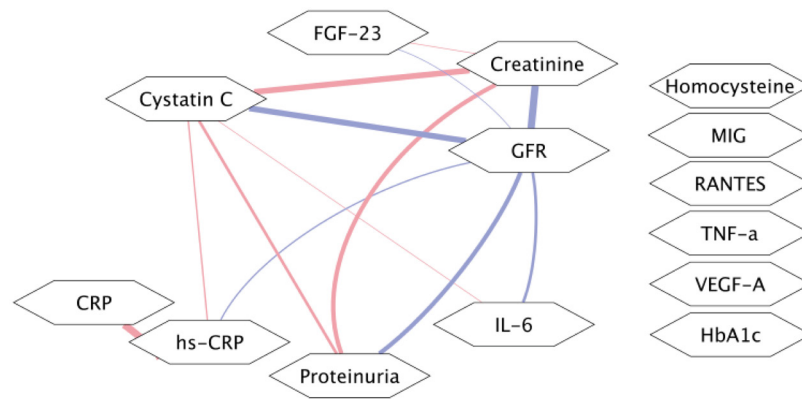 FGF-23
Creatinine
Cystatin C
Homocysteine
MIG
GFR
RANTES
TNF-a
VEGF-A
CRP
IL-6
HbA1c
hs-CRP
Proteinuria